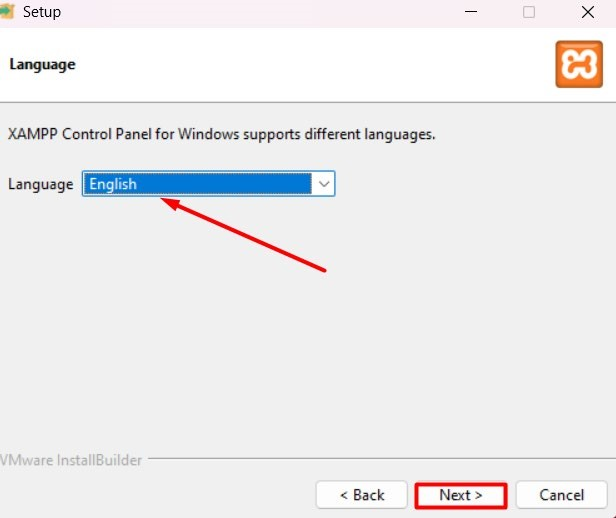 Setup
Language
XAMPP Control Panel for Windows supports different languages.
Language English
VMware InstallBuilder
< Back Next > Cancel